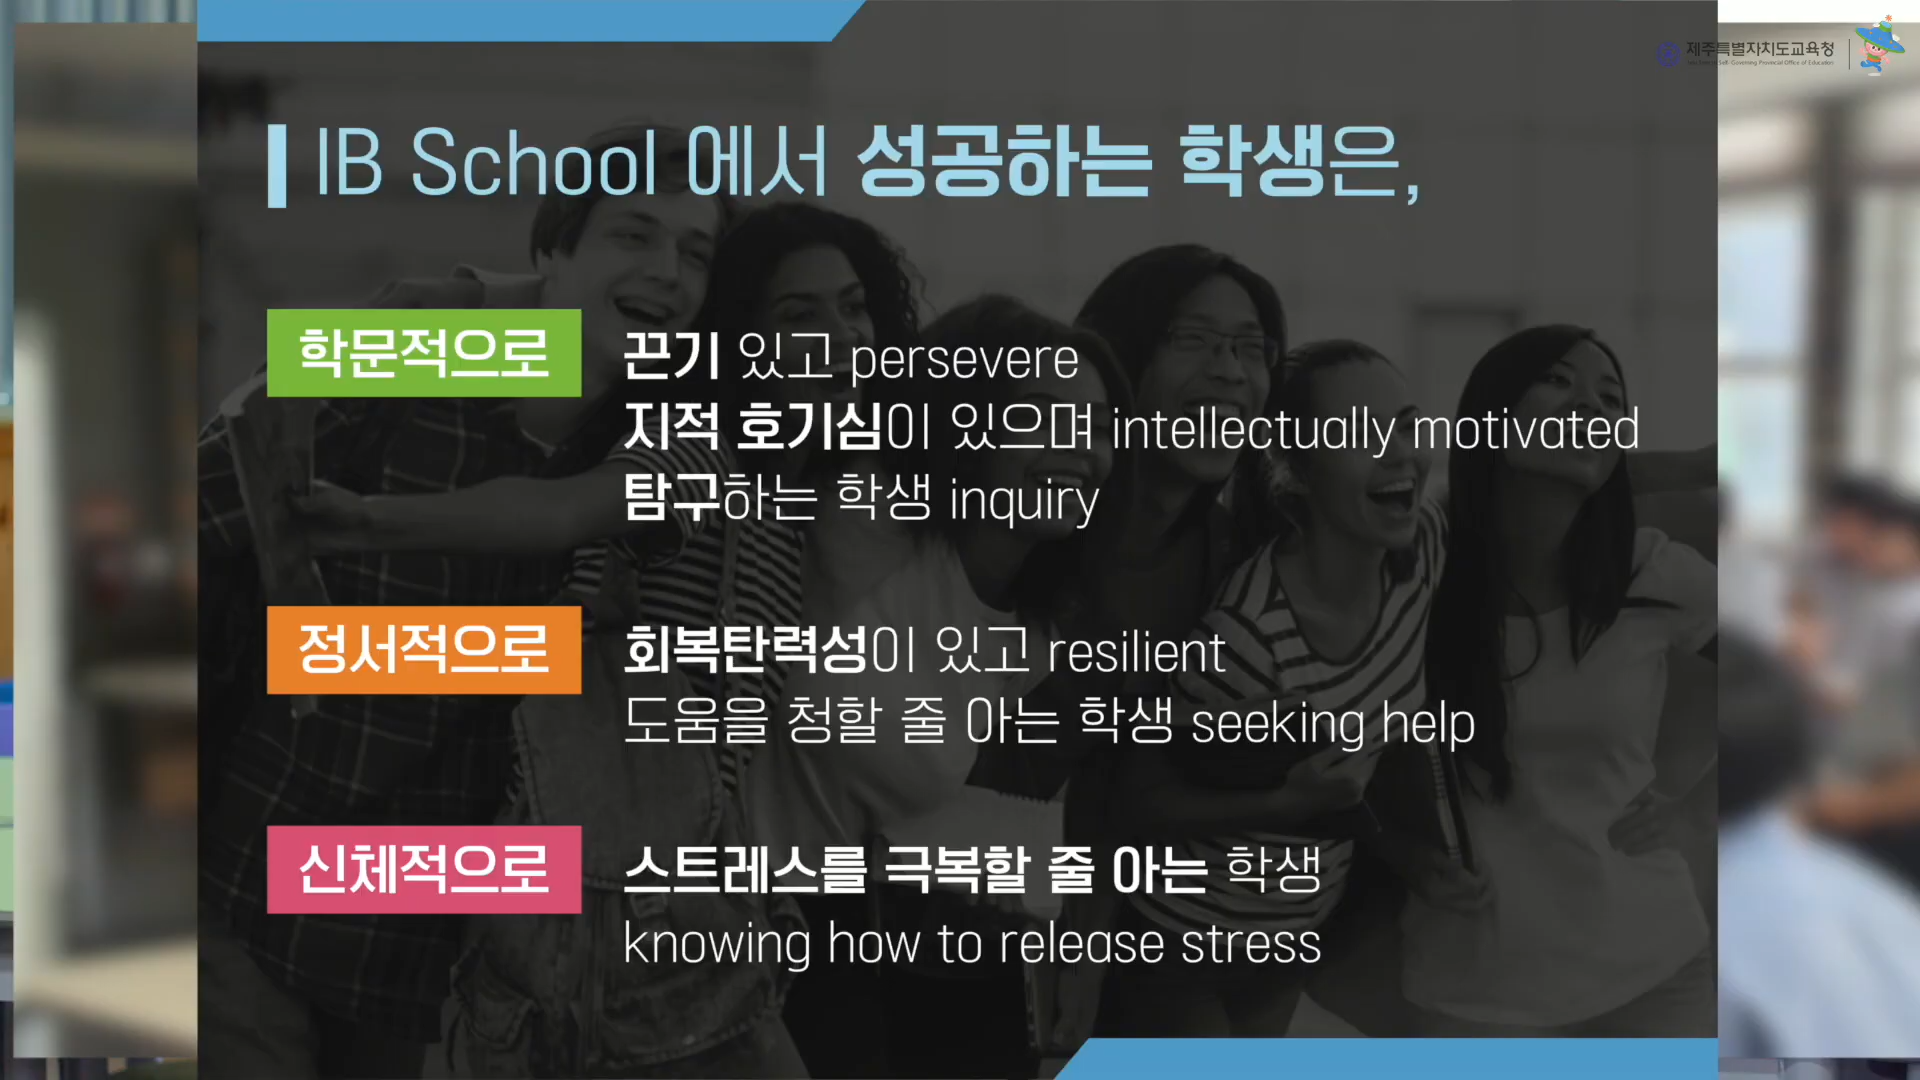 제주특별자치도교육청
IB School 에서 성공하는 학생은,
학문적으로
끈기 있고 persevere
지적 호기심이 있으며 intellectually motivated
탐구하는 학생 inquiry
정서적으로
회복탄력성이 있고 resilient
도움을 청할 줄 아는 학생 seeking help
신체적으로
스트레스를 극복할 줄 아는 학생
knowing how to release stress